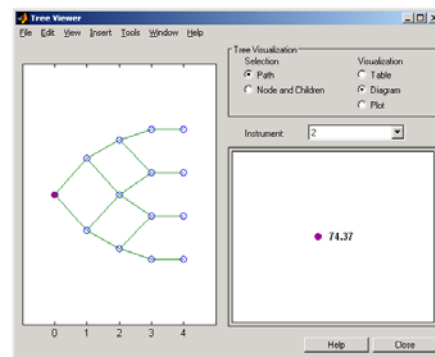 Tree Viewer
File Edit View Insert Tools Window Help
Tree Visualization
Selection
Visualization
Path
Table
Node and Children
Diagram
Plot
Instrument:
2
74.37
0 1 2 3 4
Help
Close